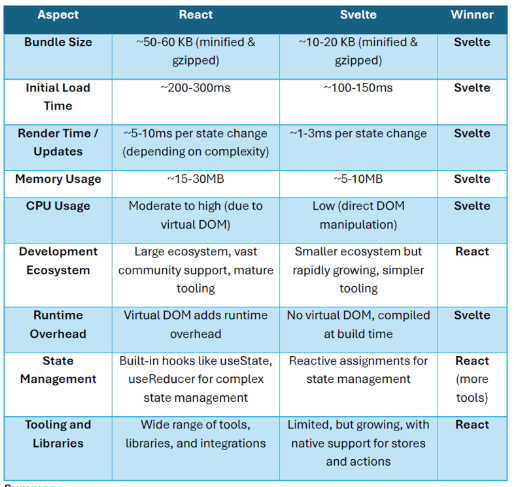 Aspect React Svelte Winner
Bundle Size ~50-60 KB (minified & ~10-20 KB (minified & Svelte
gzipped) gzipped)
Initial Load ~200-300ms ~100-150ms Svelte
Time
Render Time / ~5-10ms per state change ~1-3ms per state change Svelte
Updates (depending on complexity)
Memory Usage ~15-30MB ~5-10MB Svelte
CPU Usage Moderate to high (due to Low (direct DOM Svelte
virtual DOM) manipulation)
Development Large ecosystem, vast Smaller ecosystem but React
Ecosystem community support, mature rapidly growing, simpler
tooling tooling
Runtime Virtual DOM adds runtime No virtual DOM, compiled Svelte
Overhead overhead at build time
State Built-in hooks like useState, Reactive assignments for React
Management useReducer for complex state management (more
state management tools)
Tooling and Wide range of tools, Limited, but growing, with React
Libraries libraries, and integrations native support for stores
and actions